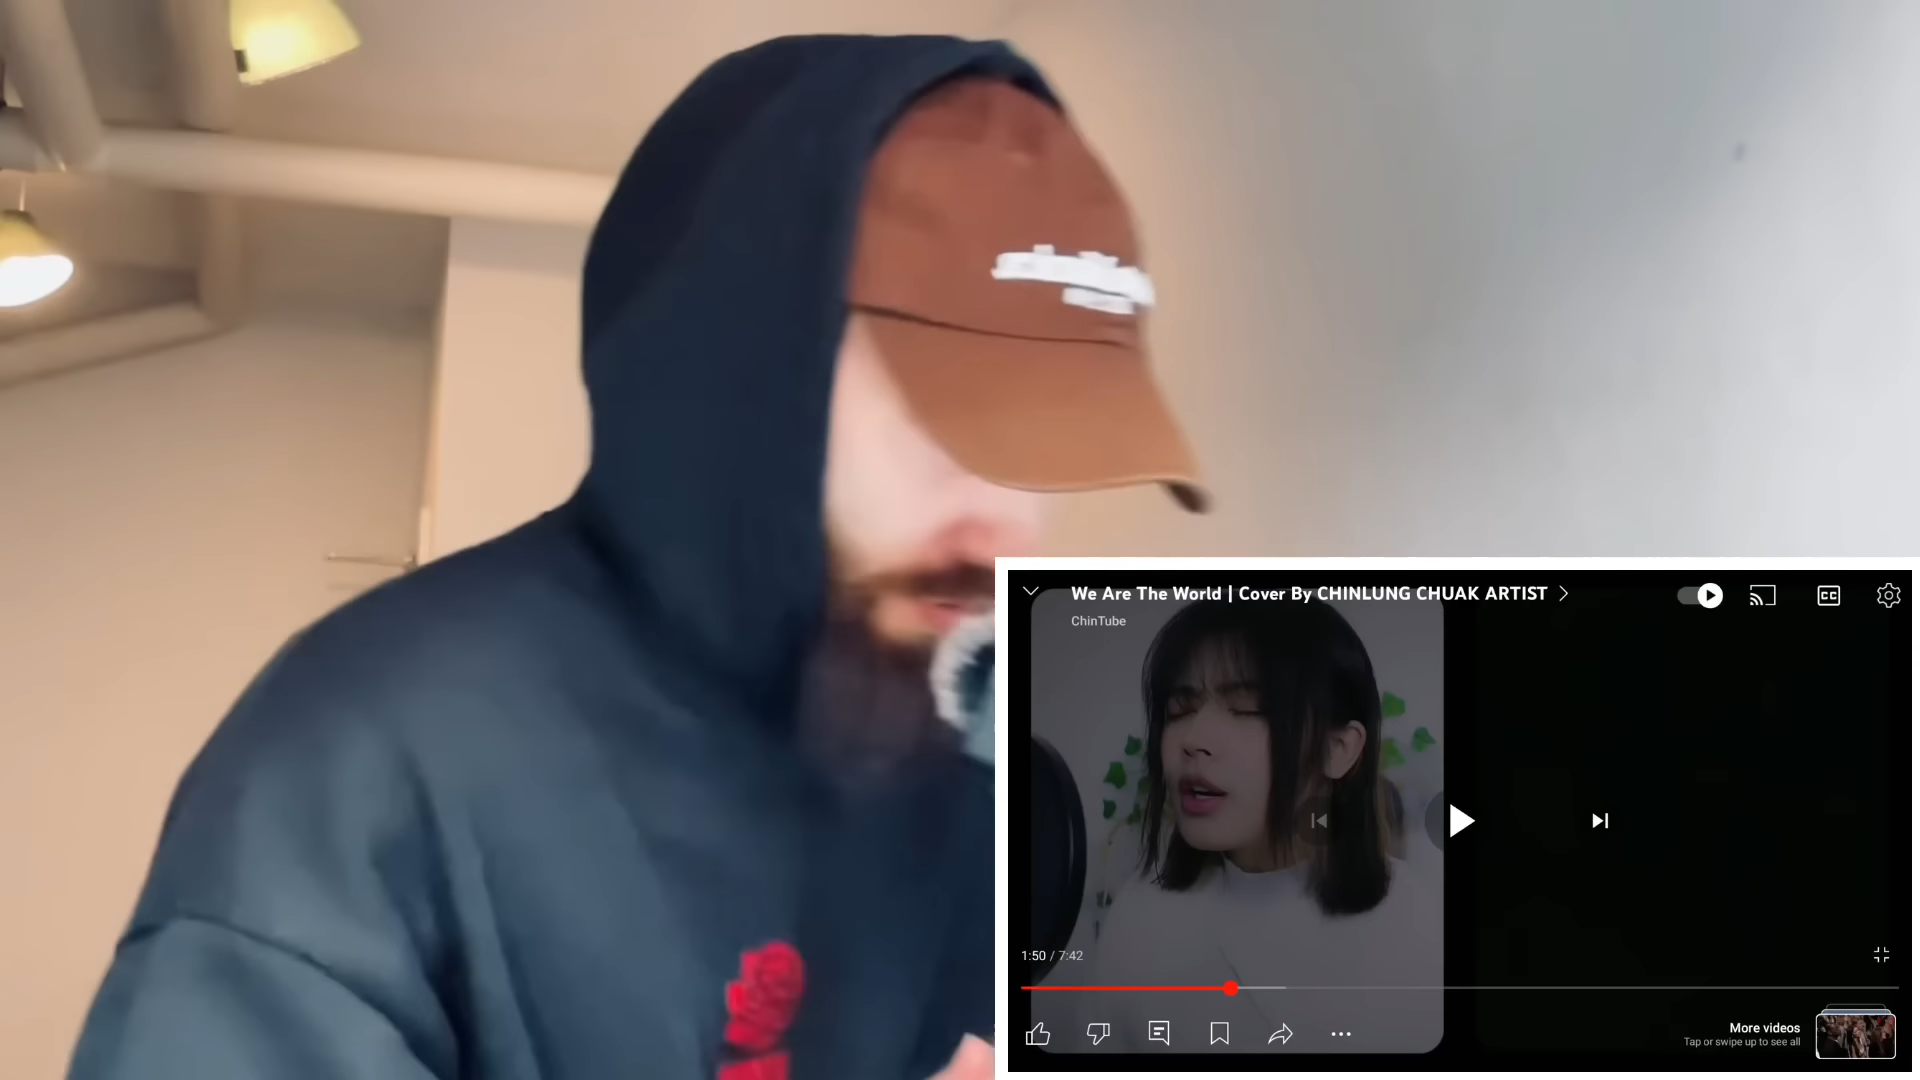 We Are The World | Cover By CHINLUNG CHUAK ARTIST
ChinTube
CC
1:50 / 7:42
More videos
Tap or swipe up to see all